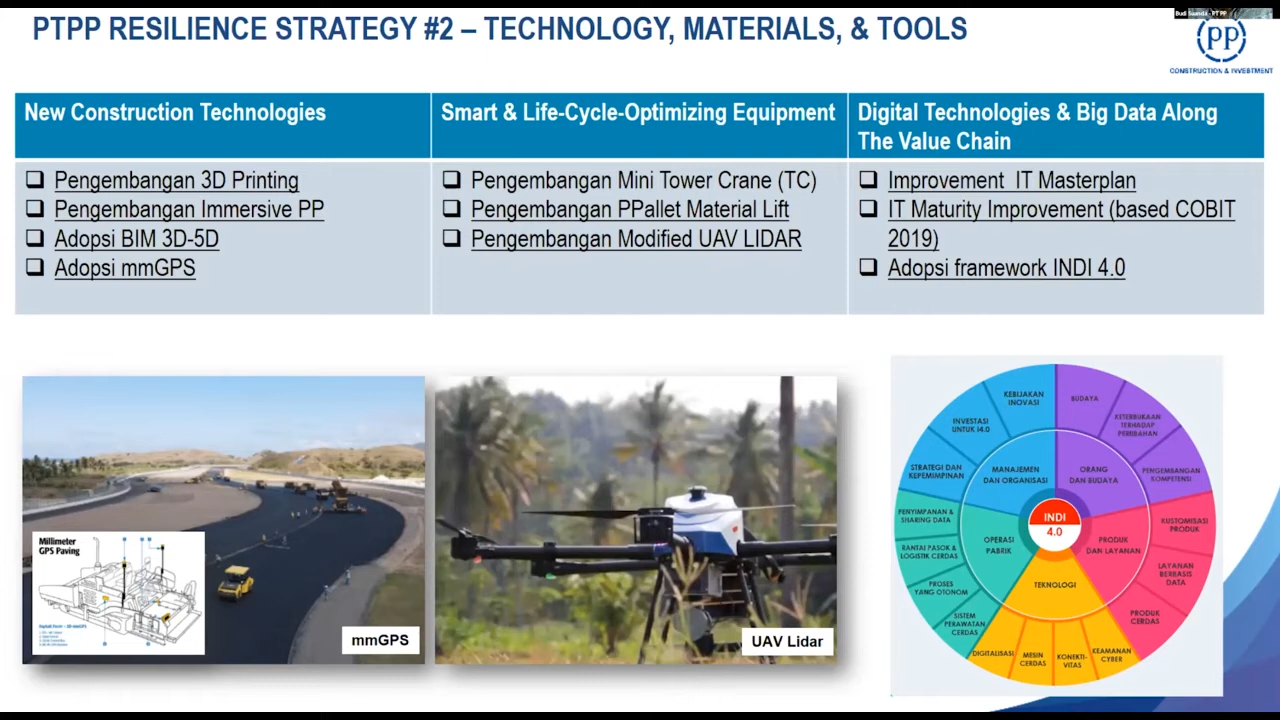 Budi Suanda - PT PP
PTPP RESILIENCE STRATEGY #2 – TECHNOLOGY, MATERIALS, & TOOLS
pp
CONSTRUCTION & INVESTMENT
New Construction Technologies
❑ Pengembangan 3D Printing
❑ Pengembangan Immersive PP
❑ Adopsi BIM 3D-5D
❑ Adopsi mmGPS
Smart & Life-Cycle-Optimizing Equipment
❑ Pengembangan Mini Tower Crane (TC)
❑ Pengembangan PPallet Material Lift
❑ Pengembangan Modified UAV LIDAR
Digital Technologies & Big Data Along
The Value Chain
❑ Improvement IT Masterplan
❑ IT Maturity Improvement (based COBIT
2019)
❑ Adopsi framework INDI 4.0
Millimeter
GPS Paving
mmGPS
UAV Lidar
INDI
4.0
MANAJEMEN
DAN ORGANISASI
ORANG
DAN BUDAYA
PRODUK
DAN LAYANAN
TEKNOLOGI
OPERASI
PABRIK
KEBIJAKAN
INOVASI
INVESTASI
UNTUK I4.0
STRATEGI DAN
KEPEMIMPINAN
BUDAYA
KETERBUKAAN
TERHADAP
PERUBAHAN
PENGEMBANGAN
KOMPETENSI
KUSTOMISASI
PRODUK
LAYANAN
BERBASIS
DATA
PRODUK
CERDAS
KEAMANAN
CYBER
KONEKTI-
VITAS
MESIN
CERDAS
DIGITALISASI
SISTEM
PERAWATAN
CERDAS
PROSES
YANG OTONOM
RANTAI PASOK &
LOGISTIK CERDAS
PENYIMPANAN &
SHARING DATA